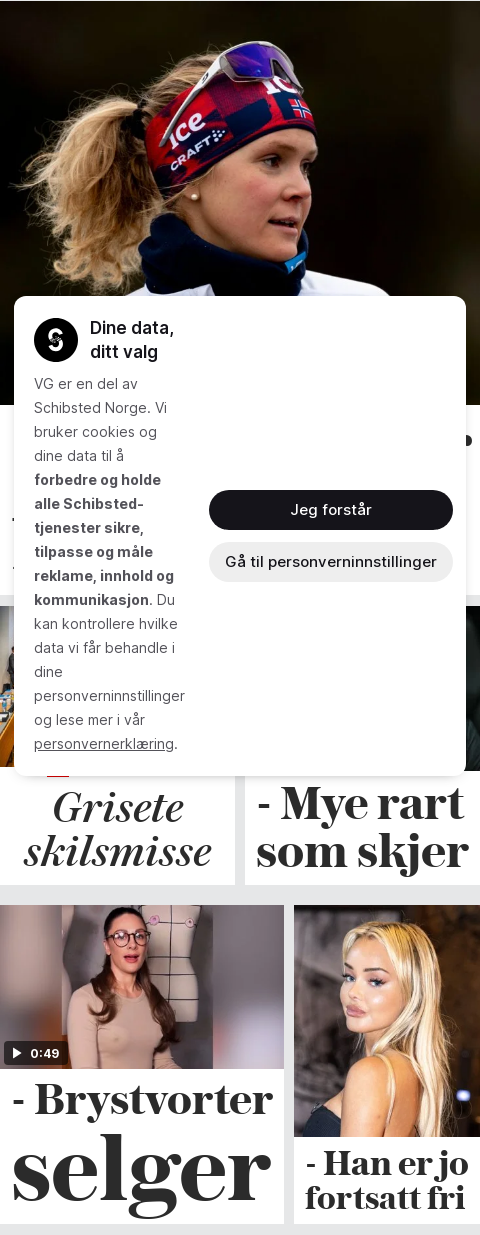 ice
ice
CRAFT
Dine data,
ditt valg
VG er en del av
Schibsted Norge. Vi
bruker cookies og
dine data til å
forbedre og holde
alle Schibsted-
tjenester sikre,
tilpasse og måle
reklame, innhold og
kommunikasjon. Du
kan kontrollere hvilke
data vi får behandle i
dine
personverninnstillinger
og lese mer i vår
personvernerklæring.
Jeg forstår
Gå til personverninnstillinger
Grisete
skilsmisse
- Mye rart
som skjer
0:49
- Brystvorter
selger
- Han er jo
fortsatt fri